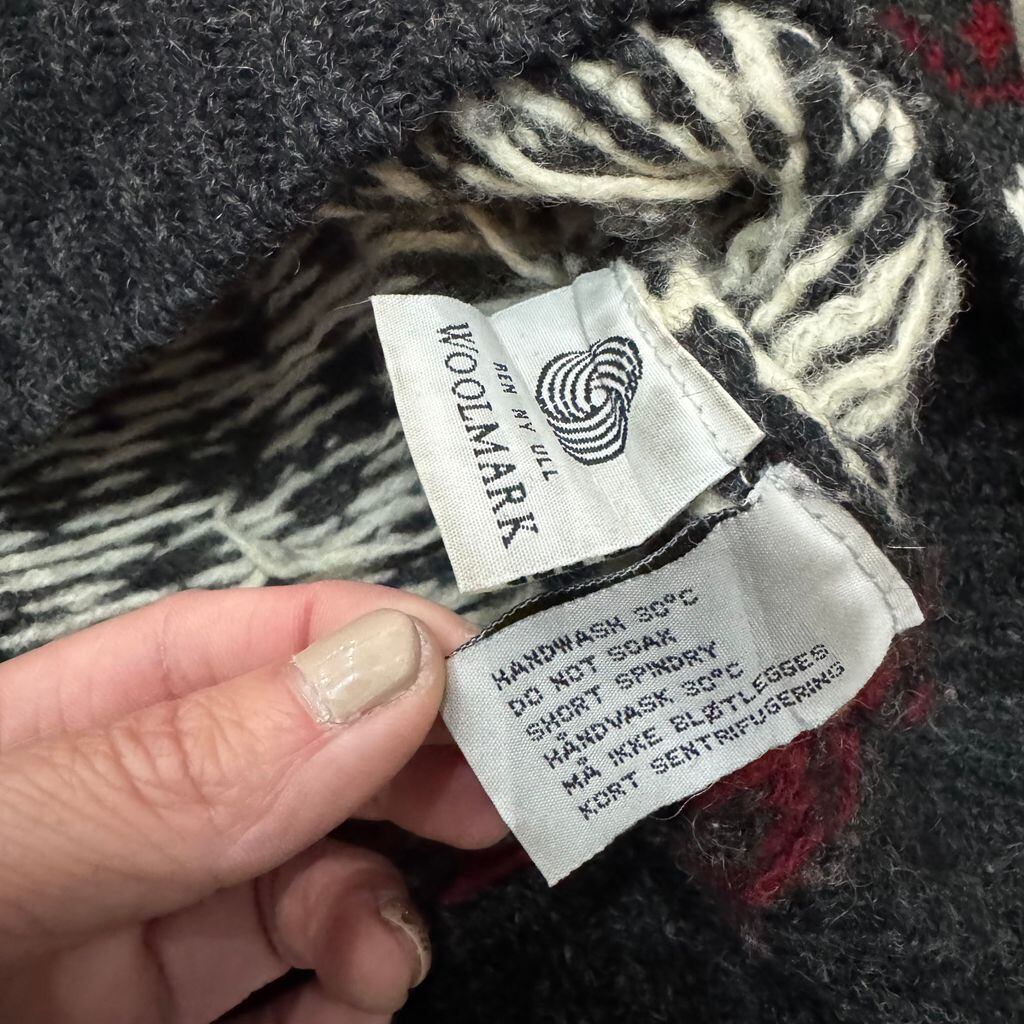 WOOLMARK
REN NY ULL
HANDWASH 30°C
DO NOT SOAK
SHORT SPINDRY
HÅNDVASK 30°C
MÅ IKKE BLØTLEGGES
KORT SENTRIFUGERING